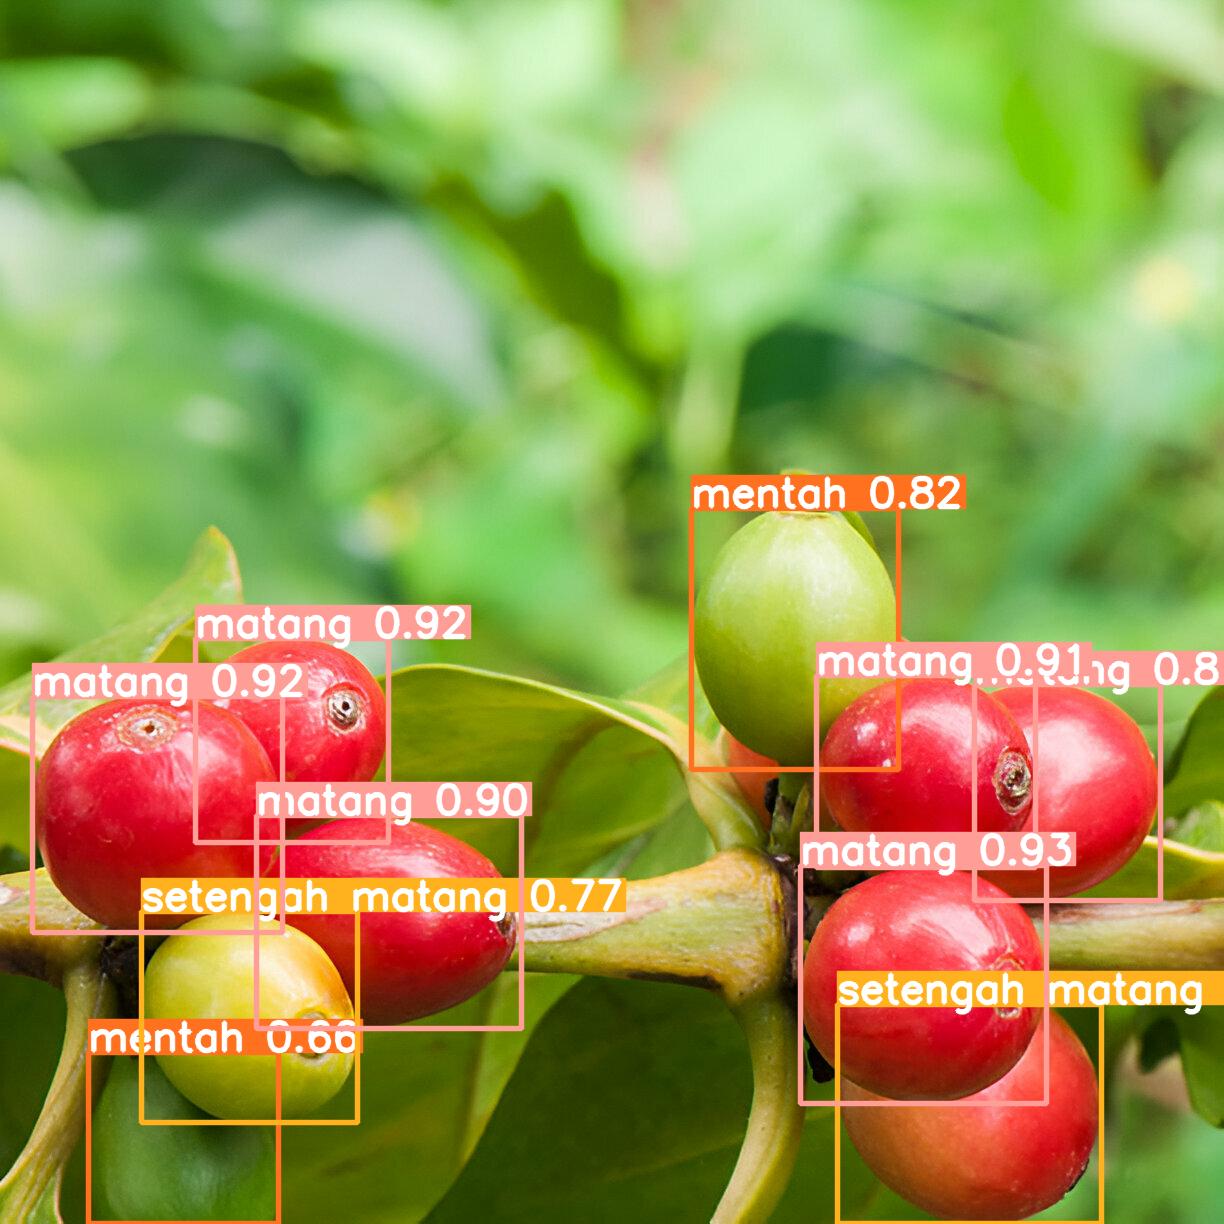 mentah 0.82
matang 0.92
matang 0.91
ng 0.8
matang 0.92
matang 0.90
matang 0.93
setengah matang 0.77
setengah matang
mentah 0.66